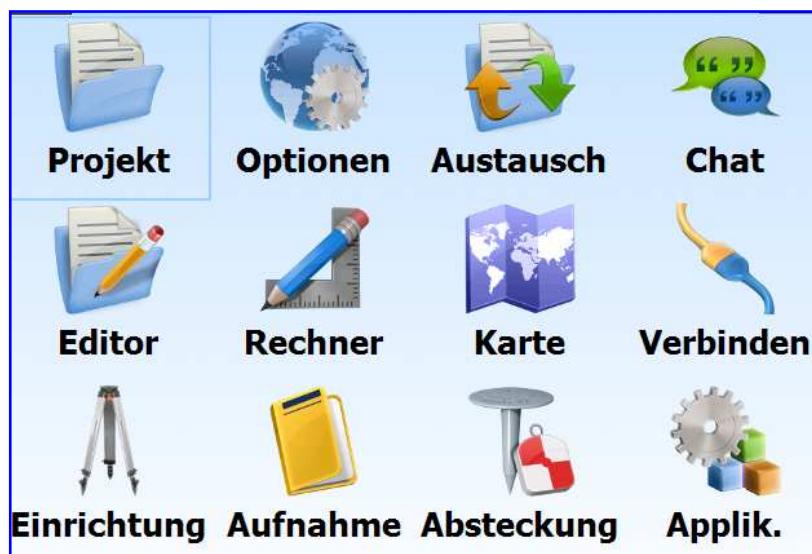 Projekt Optionen Austausch Chat
Editor Rechner Karte Verbinden
Einrichtung Aufnahme Absteckung Applik.